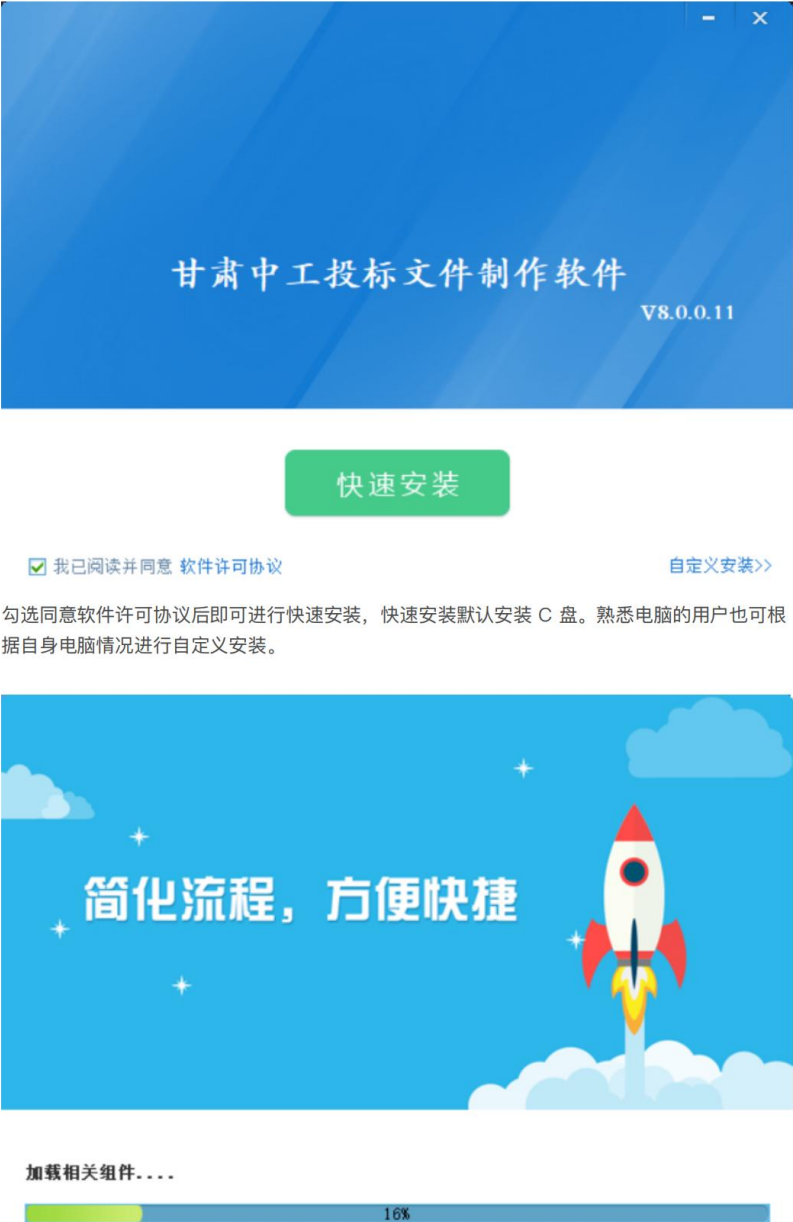 甘肃中工投标文件制作软件
V8.0.0.11
快速安装
我已阅读并同意 软件许可协议
自定义安装>>
勾选同意软件许可协议后即可进行快速安装，快速安装默认安装 C 盘。熟悉电脑的用户也可根
据自身电脑情况进行自定义安装。
简化流程，方便快捷
加载相关组件....
16%